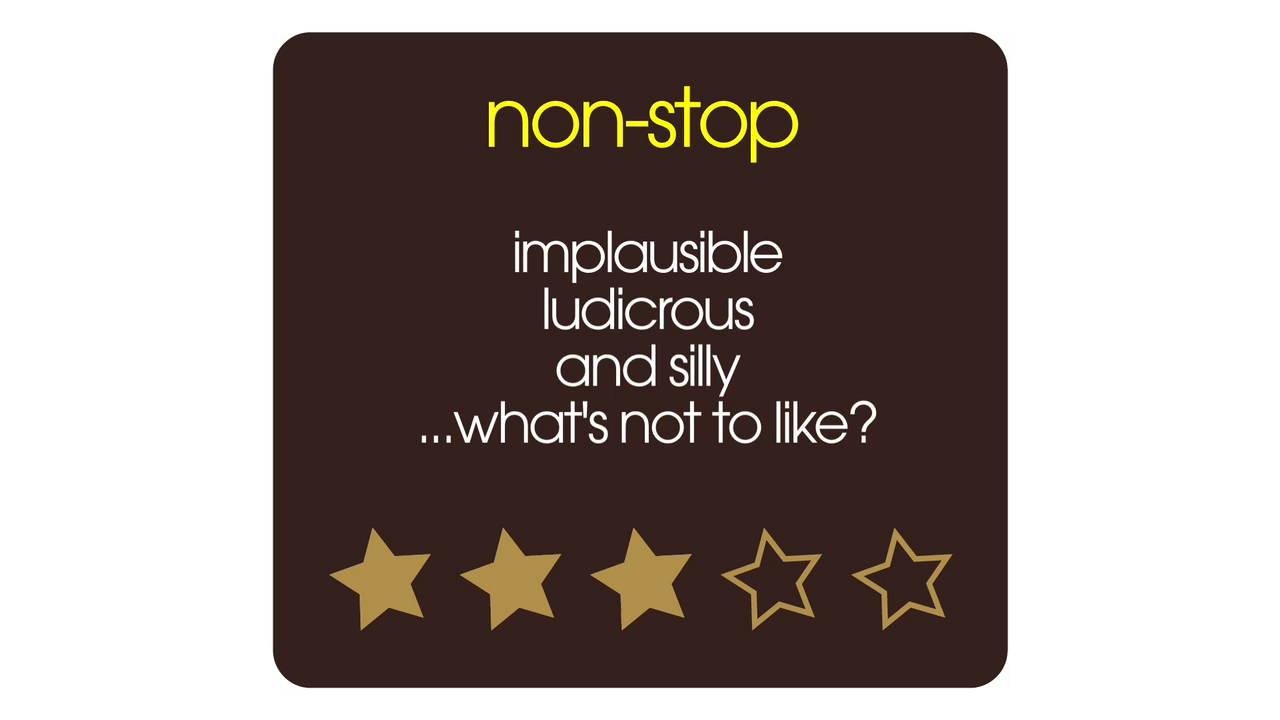 non-stop
implausible
ludicrous
and silly
...what's not to like?